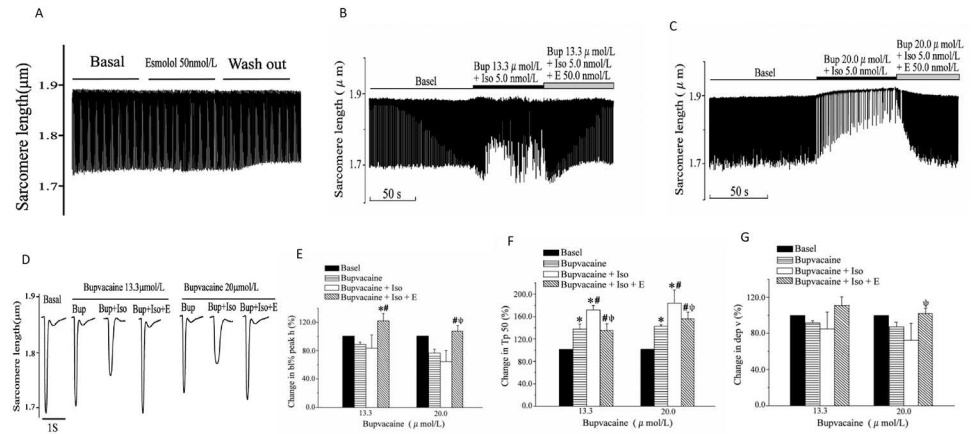 A
Basal
Esmolol 50nmol/L
Wash out
Sarcomere length(μm)
1.9
1.8
1.7
B
Basel
Bup 13.3 μ mol/L
+ Iso 5.0 nmol/L
Bup 13.3 μ mol/L
+ Iso 5.0 nmol/L
+ E 50.0 nmol/L
Sarcomere length ( μ m)
1.9
1.7
50 s
C
Basel
Bup 20.0 μ mol/L
+ Iso 5.0 nmol/L
Bup 20.0 μ mol/L
+ Iso 5.0 nmol/L
+ E 50.0 nmol/L
Sarcomere length ( μ m)
1.9
1.7
50 s
D
Basal
Bupvacaine 13.3μmol/L
Bupvacaine 20μmol/L
Bup
Bup+Iso
Bup+Iso+E
Bup
Bup+Iso
Bup+Iso+E
Sarcomere length(μm)
1.9
1.8
1.7
1S
E
Basel
Bupvacaine
Bupvacaine + Iso
Bupvacaine + Iso + E
Change in bl% peak h (%)
120.0
80.0
40.0
0.0
*#
#ψ
13.3
20.0
Bupvacaine ( μ mol/L)
F
Basel
Bupvacaine
Bupvacaine + Iso
Bupvacaine + Iso + E
Change in Tp 50 (%)
200.0
160.0
120.0
80.0
40.0
0.0
*
*#
#ψ
*
*#
#ψ
13.3
20.0
Bupvacaine ( μ mol/L)
G
Basel
Bupvacaine
Bupvacaine + Iso
Bupvacaine + Iso + E
Change in dep v (%)
120.0
80.0
40.0
0.0
ψ
13.3
20.0
Bupvacaine ( μ mol/L)